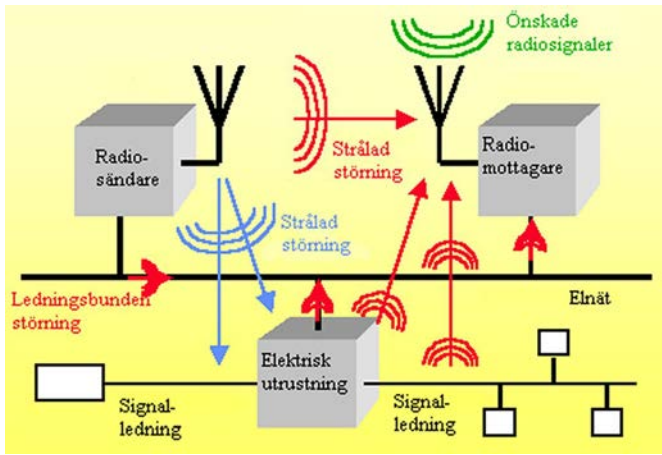 Önskade
radiosignaler
Radio-
sändare
Strålad
störning
Radio-
mottagare
Strålad
störning
Ledningsbunden
störning
Elnät
Elektrisk
utrustning
Signal-
ledning
Signal-
ledning